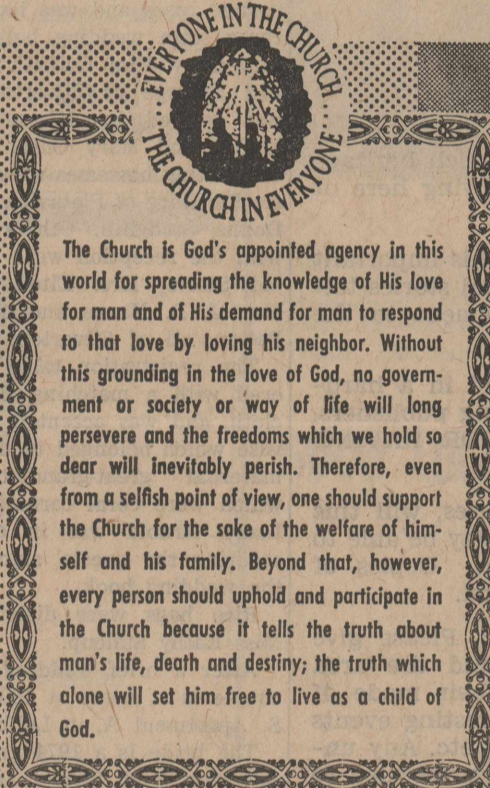 EVERYONE IN THE CHURCH...
THE CHURCH IN EVERYONE...
The Church is God's appointed agency in this
world for spreading the knowledge of His love
for man and of His demand for man to respond
to that love by loving his neighbor. Without
this grounding in the love of God, no govern-
ment or society or way of life will long
persevere and the freedoms which we hold so
dear will inevitably perish. Therefore, even
from a selfish point of view, one should support
the Church for the sake of the welfare of him-
self and his family. Beyond that, however,
every person should uphold and participate in
the Church because it tells the truth about
man's life, death and destiny; the truth which
alone will set him free to live as a child of
God.